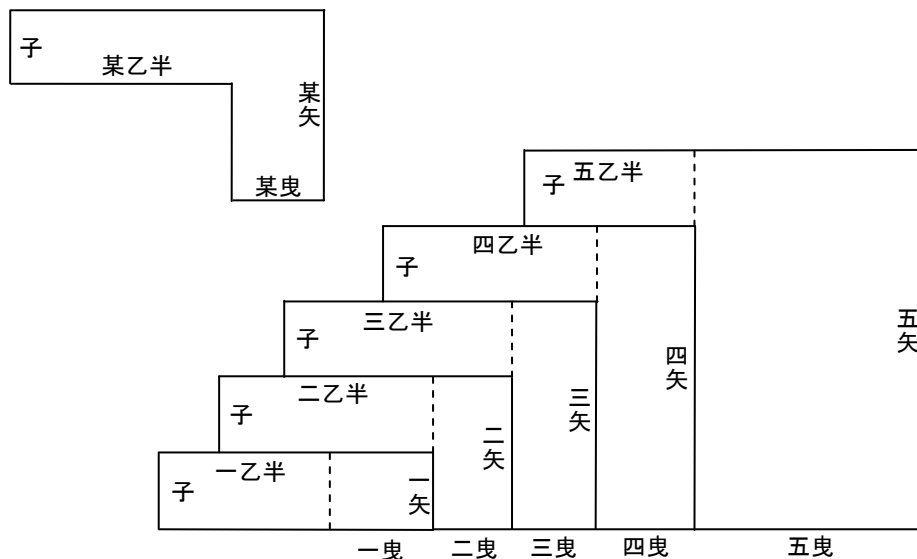 子
某乙半
某矢
某曳
子
五乙半
子
四乙半
子
三乙半
五矢
四矢
子
二乙半
三矢
二矢
子
一乙半
一矢
一曳
二曳
三曳
四曳
五曳